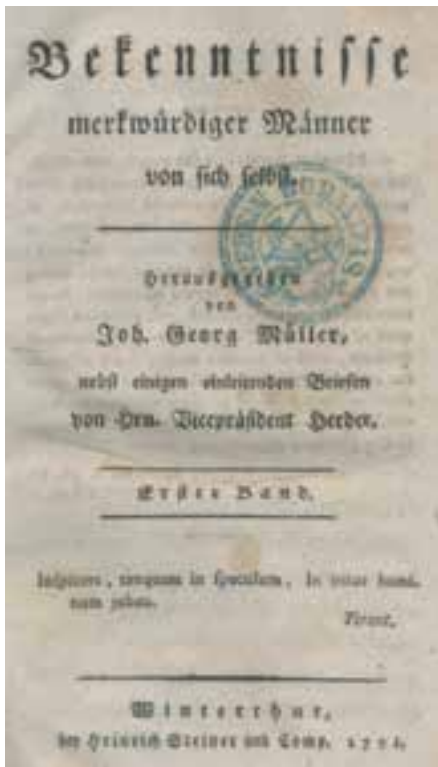 Bekenntnisse
merkwürdiger Männer
von sich selbst.
Herausgegeben
von
Joh. Georg Müller,
nebst einigen einleitenden Briefen
von Hrn. Vicepräsident Herder.
Erster Band.
Inspicere, tanquam in speculum, in vitas homi-
num jubeo.
Terent.
Winterthur,
bey Heinrich Steiner und Comp.